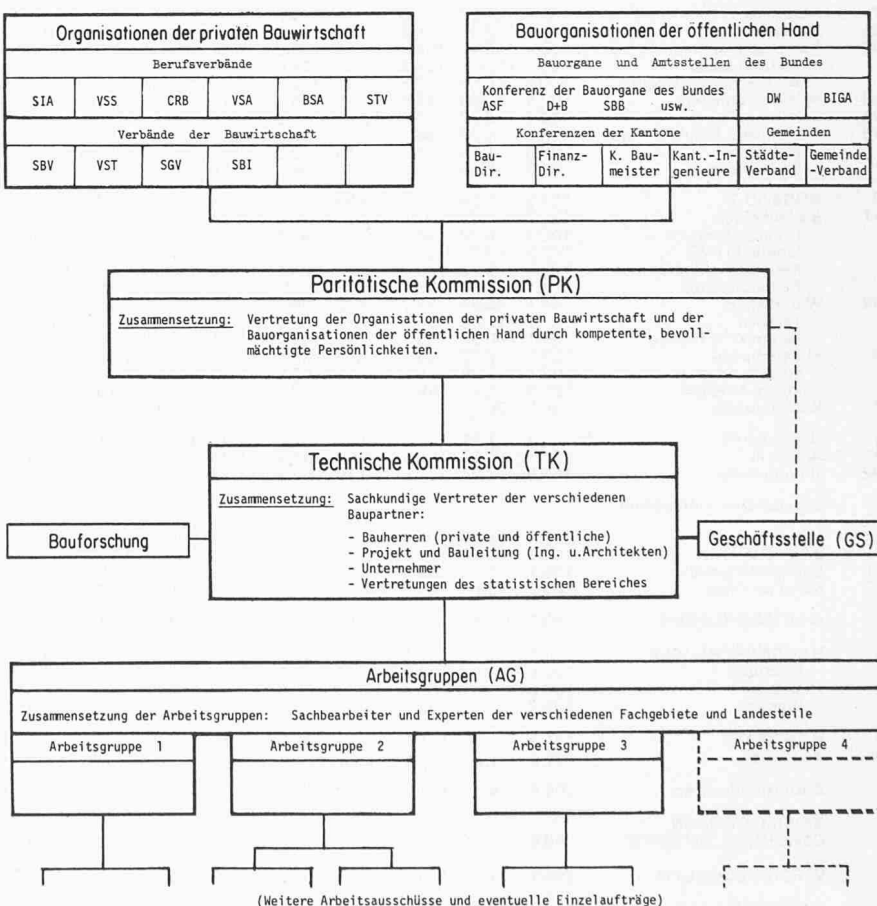 Organisationen der privaten Bauwirtschaft
Berufsverbände
SIA VSS CRB VSA BSA STV
Verbände der Bauwirtschaft
SBV VST SGV SBI
Bauorganisationen der öffentlichen Hand
Bauorgane und Amtsstellen des Bundes
Konferenz der Bauorgane des Bundes
ASF D+B SBB usw.
DW BIGA
Konferenzen der Kantone Gemeinden
Bau-Dir. Finanz-Dir. K. Bau-meister Kant.-In-genieure Städte-Verband Gemeinde-Verband
Paritätische Kommission (PK)
Zusammensetzung: Vertretung der Organisationen der privaten Bauwirtschaft und der
Bauorganisationen der öffentlichen Hand durch kompetente, bevoll-
mächtigte Persönlichkeiten.
Technische Kommission (TK)
Zusammensetzung: Sachkundige Vertreter der verschiedenen
Baupartner:
- Bauherren (private und öffentliche)
- Projekt und Bauleitung (Ing. u.Architekten)
- Unternehmer
- Vertretungen des statistischen Bereiches
Bauforschung
Geschäftsstelle (GS)
Arbeitsgruppen (AG)
Zusammensetzung der Arbeitsgruppen: Sachbearbeiter und Experten der verschiedenen Fachgebiete und Landesteile
Arbeitsgruppe 1 Arbeitsgruppe 2 Arbeitsgruppe 3 Arbeitsgruppe 4
(Weitere Arbeitsausschüsse und eventuelle Einzelaufträge)